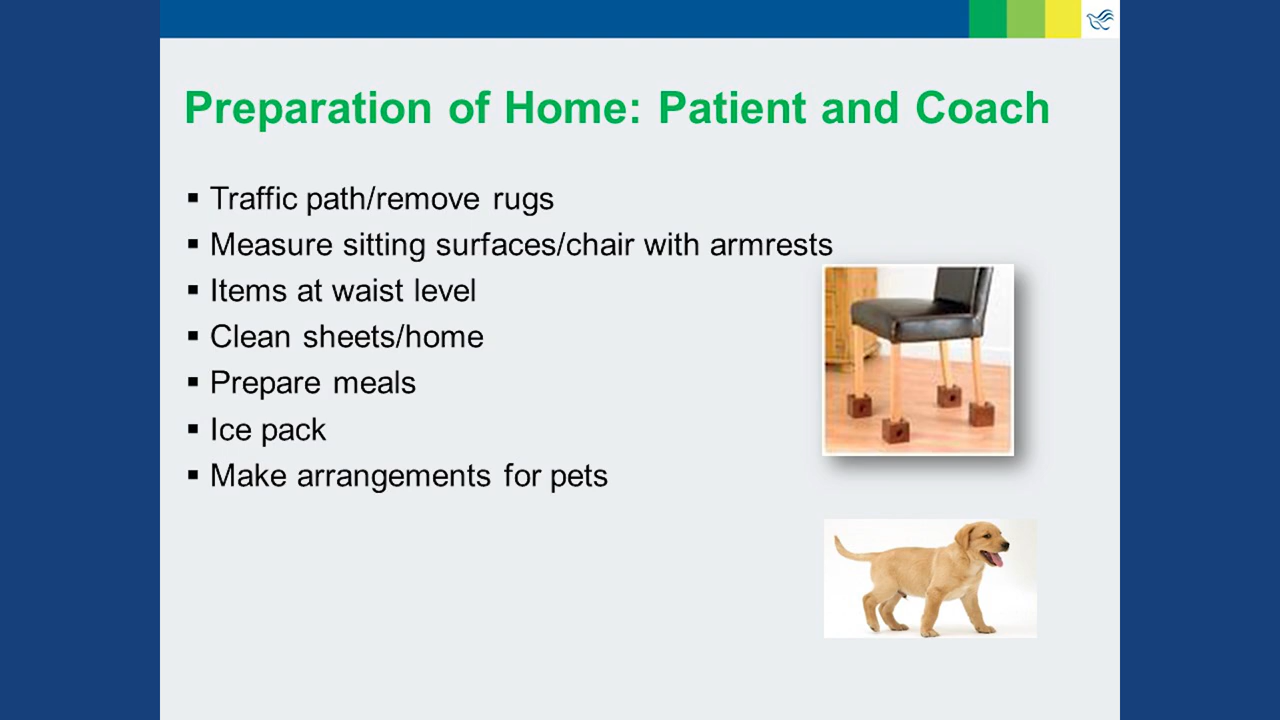 Preparation of Home: Patient and Coach
▪ Traffic path/remove rugs
▪ Measure sitting surfaces/chair with armrests
▪ Items at waist level
▪ Clean sheets/home
▪ Prepare meals
▪ Ice pack
▪ Make arrangements for pets